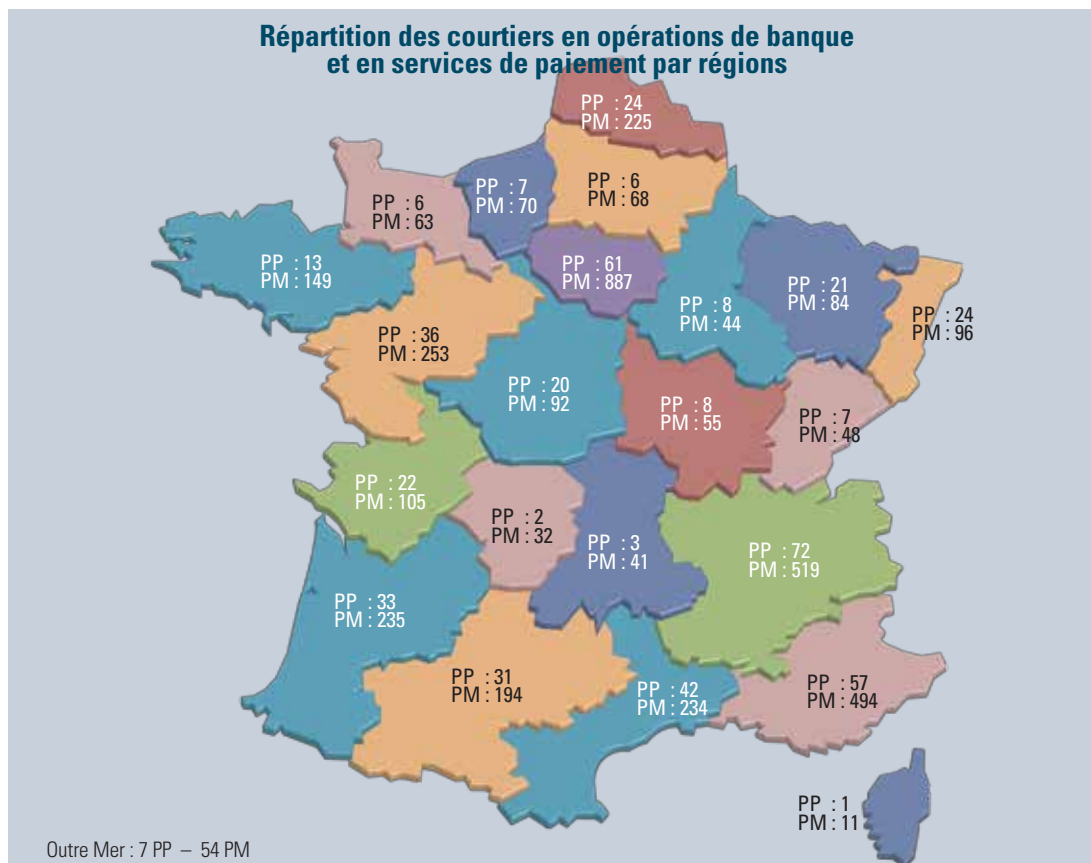 Répartition des courtiers en opérations de banque
et en services de paiement par régions
PP : 24
PM : 225
PP : 7
PM : 70
PP : 6
PM : 68
PP : 6
PM : 63
PP : 13
PM : 149
PP : 61
PM : 887
PP : 21
PM : 84
PP : 8
PM : 44
PP : 24
PM : 96
PP : 36
PM : 253
PP : 20
PM : 92
PP : 8
PM : 55
PP : 7
PM : 48
PP : 22
PM : 105
PP : 2
PM : 32
PP : 3
PM : 41
PP : 72
PM : 519
PP : 33
PM : 235
PP : 31
PM : 194
PP : 42
PM : 234
PP : 57
PM : 494
PP : 1
PM : 11
Outre Mer : 7 PP – 54 PM